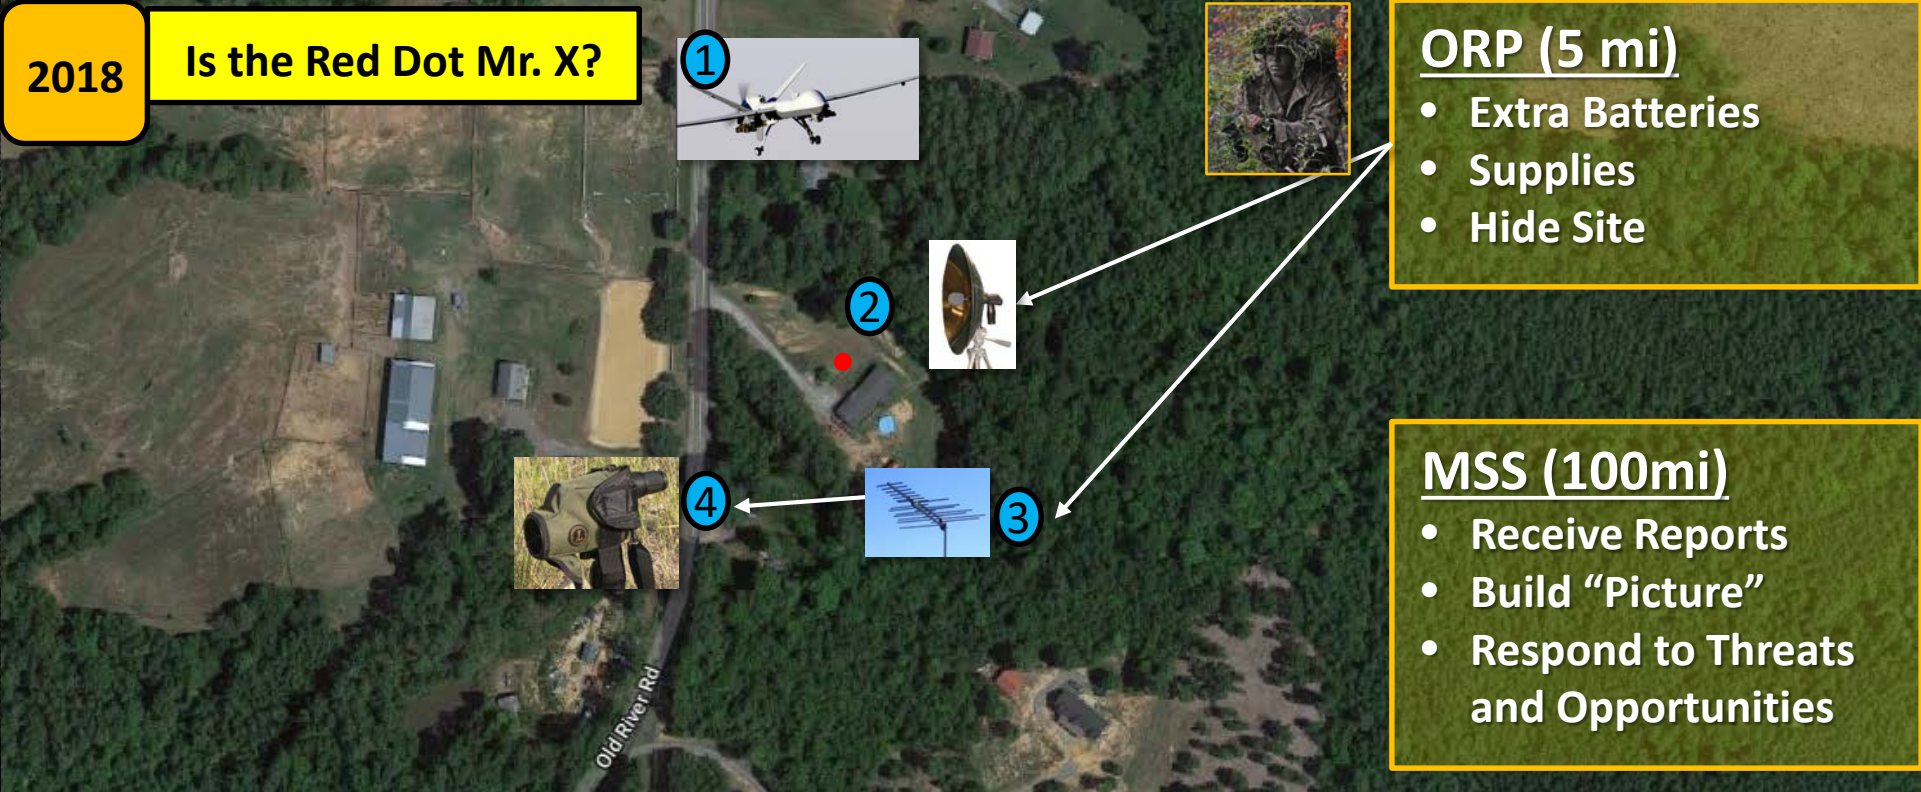 2018
Is the Red Dot Mr. X?
1
ORP (5 mi)
• Extra Batteries
• Supplies
• Hide Site
2
3
4
MSS (100mi)
• Receive Reports
• Build “Picture”
• Respond to Threats
and Opportunities
Old River Rd